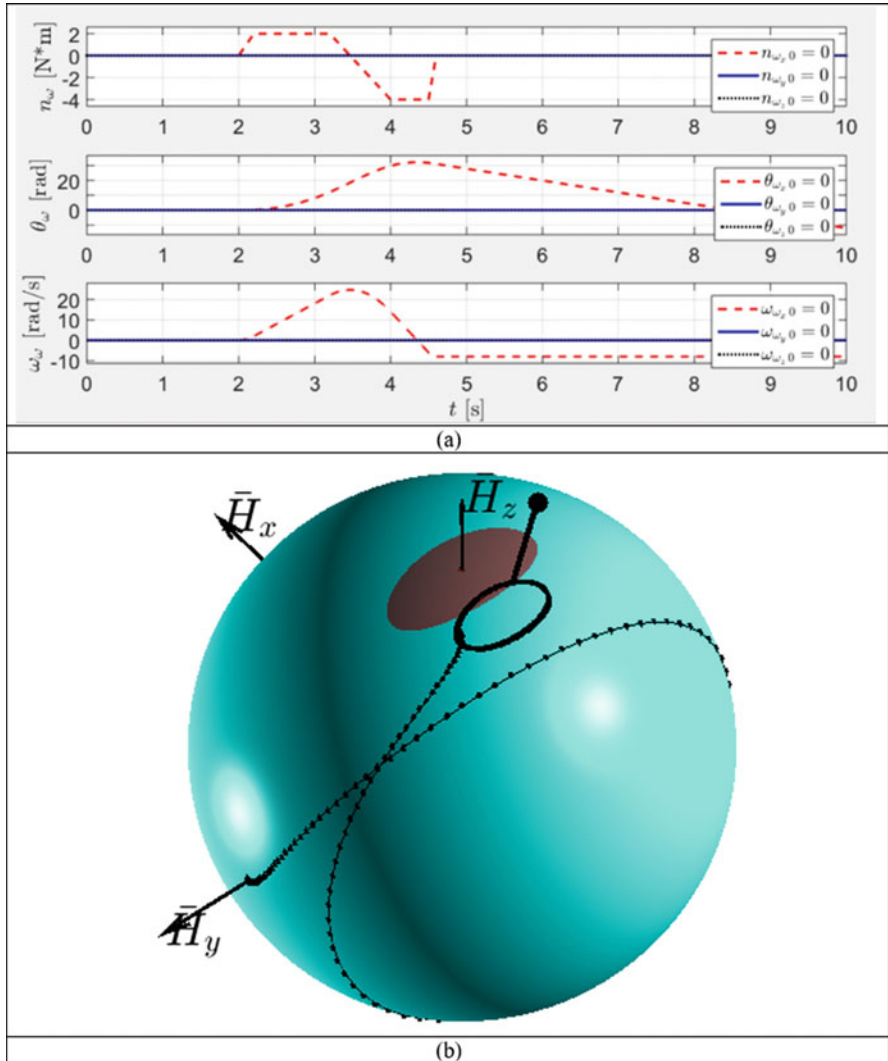 n_ω [N*m]
2
0
-2
-4
n_{ω_x 0} = 0
n_{ω_y 0} = 0
n_{ω_z 0} = 0
0 1 2 3 4 5 6 7 8 9 10
θ_ω [rad]
20
0
θ_{ω_x 0} = 0
θ_{ω_y 0} = 0
θ_{ω_z 0} = 0
0 1 2 3 4 5 6 7 8 9 10
ω_ω [rad/s]
20
10
0
-10
ω_{ω_x 0} = 0
ω_{ω_y 0} = 0
ω_{ω_z 0} = 0
0 1 2 3 4 5 6 7 8 9 10
t [s]
(a)
H̄_x
H̄_z
H̄_y
(b)